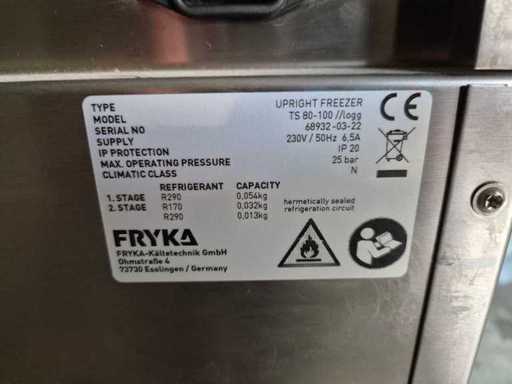 TYPE UPRIGHT FREEZER
MODEL TS 80-100 //logg
SERIAL NO 68932-03-22
SUPPLY 230V / 50Hz 6,5A
IP PROTECTION IP 20
MAX. OPERATING PRESSURE 25 bar
CLIMATIC CLASS N
REFRIGERANT CAPACITY
1. STAGE R290 0,054kg
2. STAGE R170 0,032kg
R290 0,013kg
hermetically sealed
refrigeration circuit
CE
FRYKA
FRYKA-Kältetechnik GmbH
Ohmstraße 4
73730 Esslingen / Germany